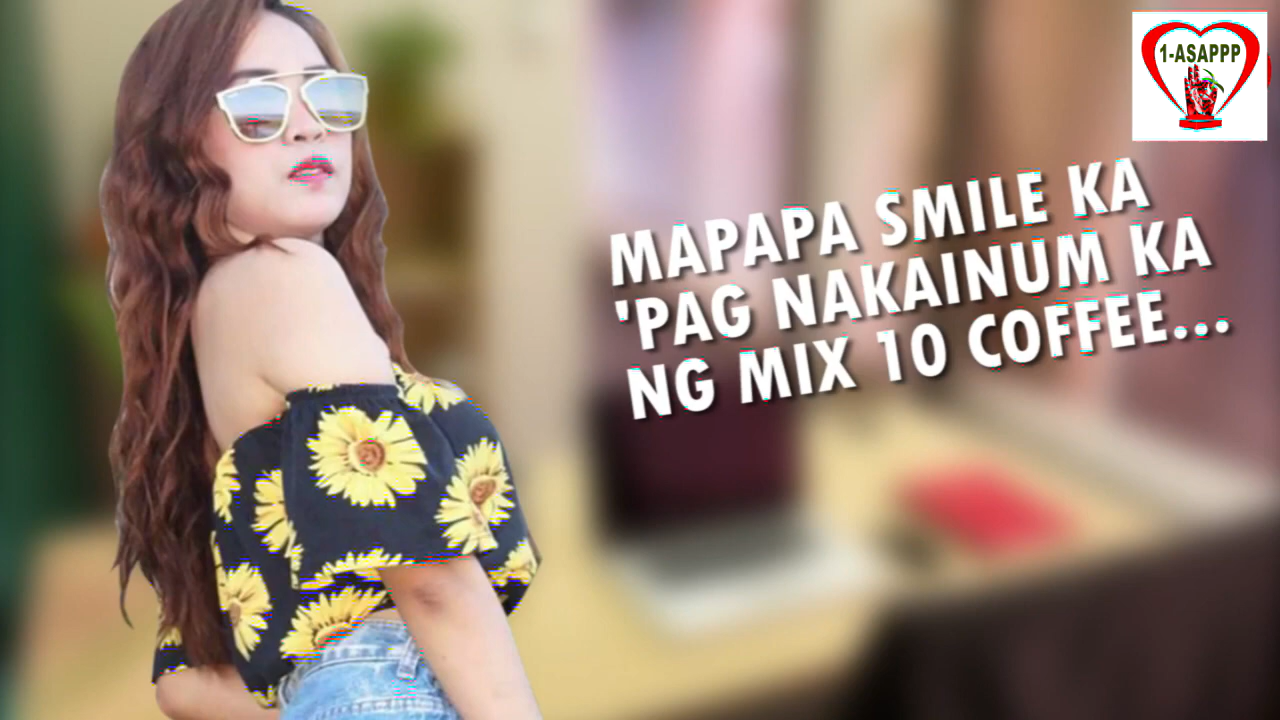 1-ASAPPP
MAPAPA SMILE KA
'PAG NAKAINUM KA
NG MIX 10 COFFEE...